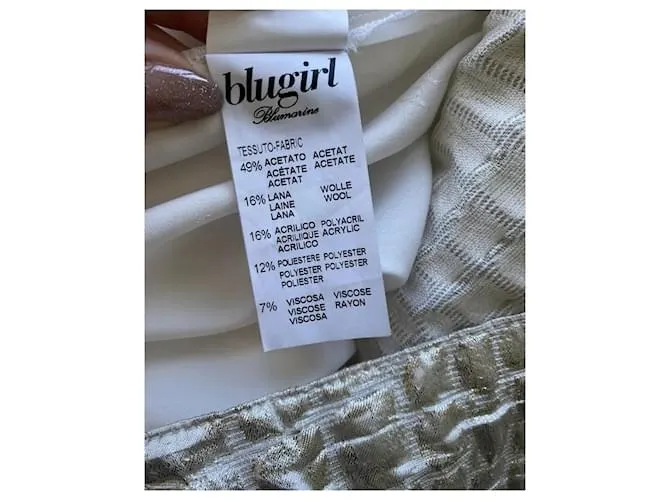 blugirl
Blumarine
TESSUTO-FABRIC
49% ACETATO ACETAT
ACÉTATE ACETATE
ACETAT
16% LANA WOLLE
LAINE WOOL
LANA
16% ACRILICO POLYACRIL
ACRILIIQUE ACRYLIC
ACRILICO
12% POLIESTERE POLYESTER
POLYESTER POLYESTER
POLIESTER
7% VISCOSA VISCOSE
VISCOSE RAYON
VISCOSA